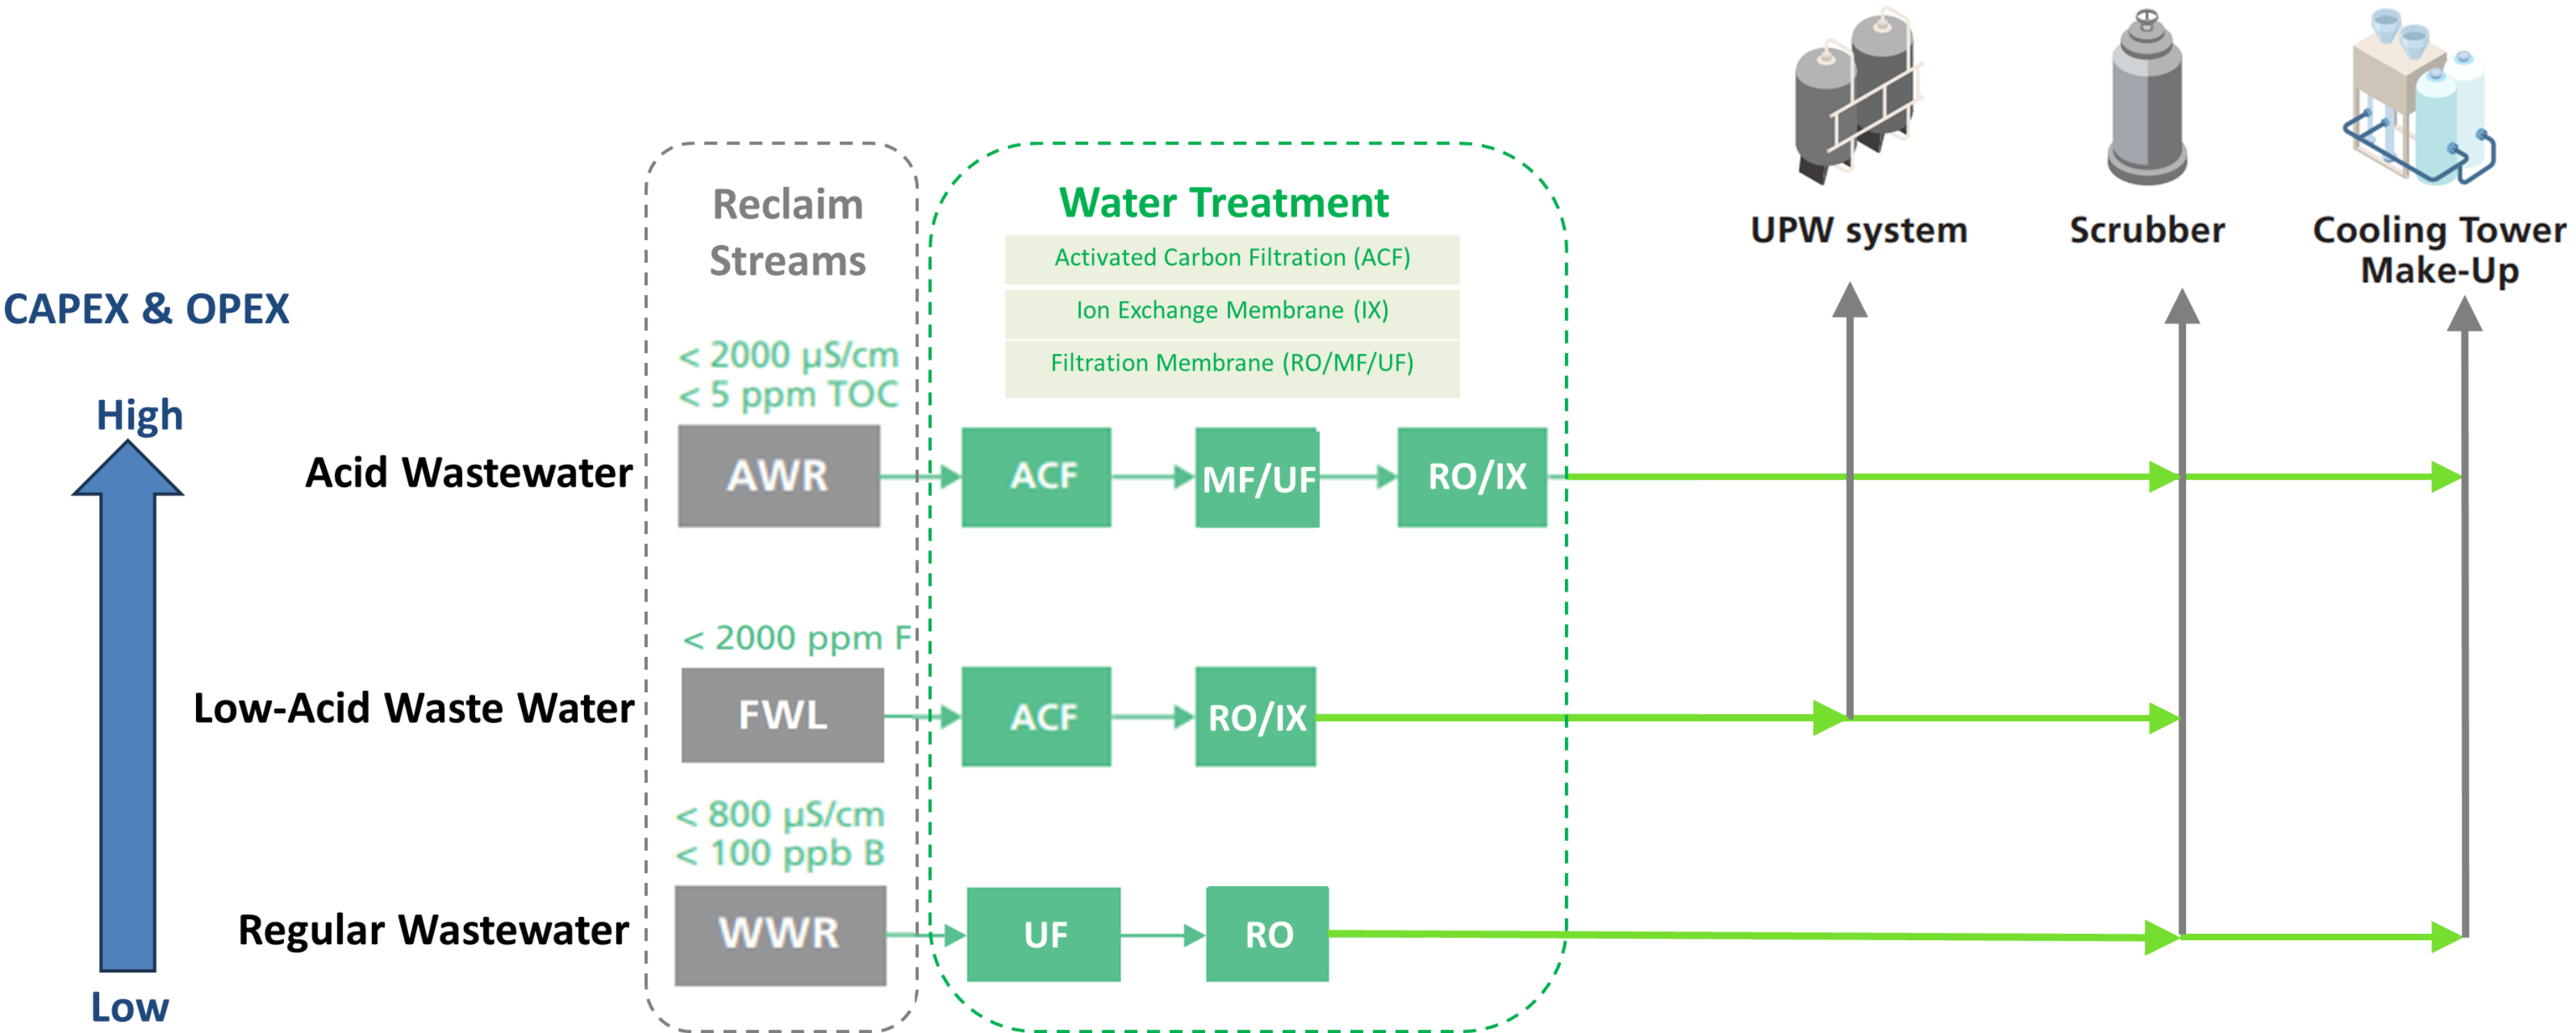 UPW system
Scrubber
Cooling Tower
Make-Up
Reclaim
Streams
Water Treatment
Activated Carbon Filtration (ACF)
Ion Exchange Membrane (IX)
Filtration Membrane (RO/MF/UF)
CAPEX & OPEX
High
Low
< 2000 µS/cm
< 5 ppm TOC
Acid Wastewater
AWR
ACF
MF/UF
RO/IX
< 2000 ppm F
Low-Acid Waste Water
FWL
ACF
RO/IX
< 800 µS/cm
< 100 ppb B
Regular Wastewater
WWR
UF
RO